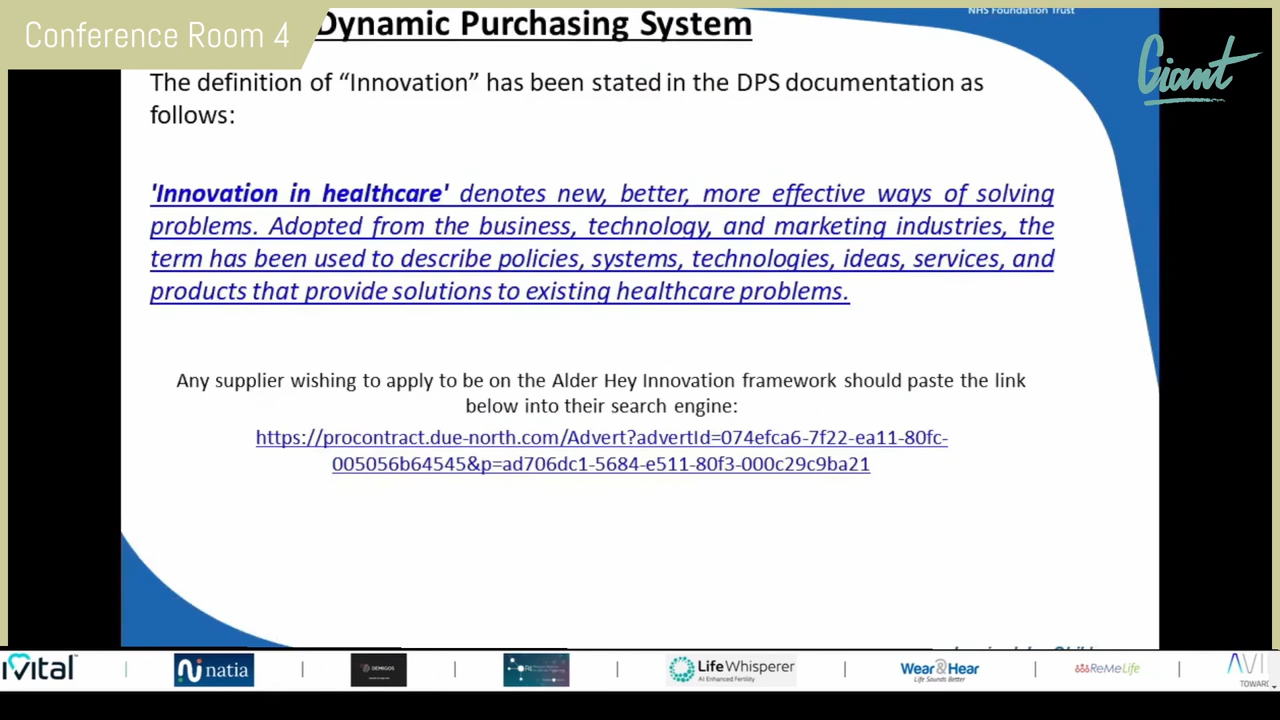 Conference Room 4
NHS Foundation Trust
Dynamic Purchasing System
Giant
The definition of “Innovation” has been stated in the DPS documentation as
follows:
'Innovation in healthcare' denotes new, better, more effective ways of solving
problems. Adopted from the business, technology, and marketing industries, the
term has been used to describe policies, systems, technologies, ideas, services, and
products that provide solutions to existing healthcare problems.
Any supplier wishing to apply to be on the Alder Hey Innovation framework should paste the link
below into their search engine:
https://procontract.due-north.com/Advert?advertId=074efca6-7f22-ea11-80fc-
005056b64545&p=ad706dc1-5684-e511-80f3-000c29c9ba21
iVital natia DEMIGOS LifeWhisperer Wear&Hear ReMeLife AVI
AI Enhanced Fertility Life Sounds Better TOWARD